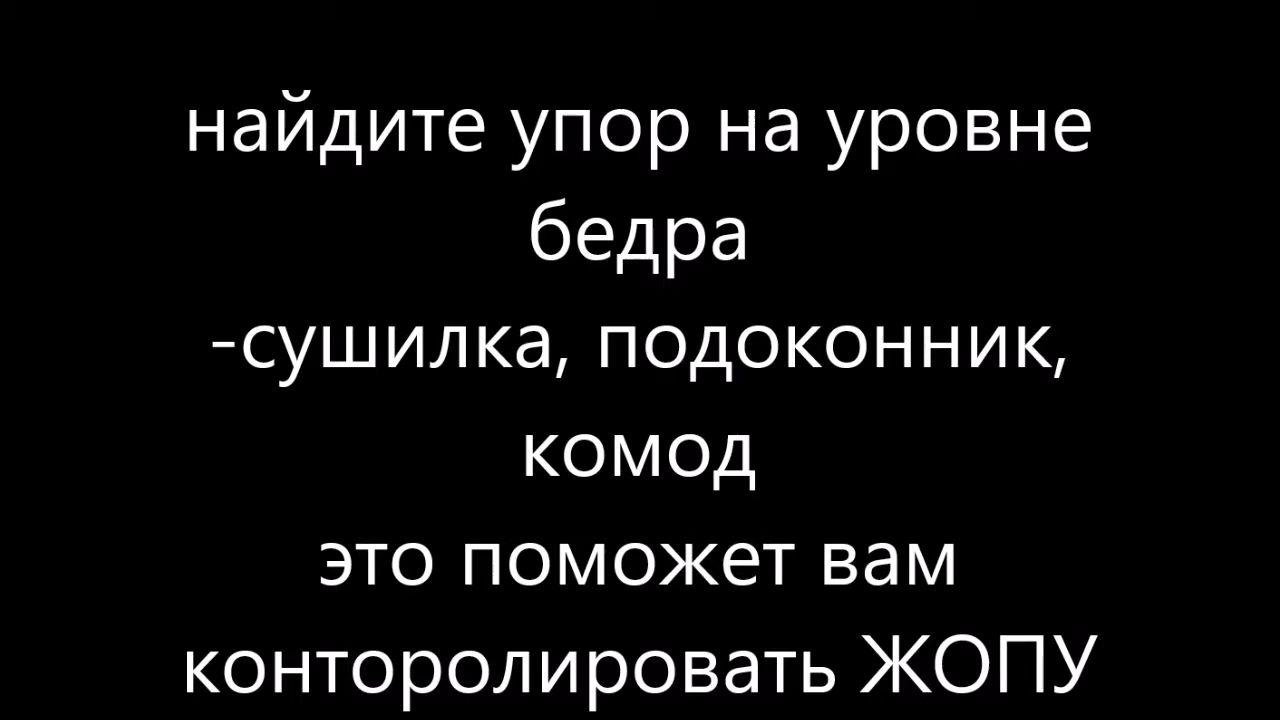 найдите упор на уровне
бедра
-сушилка, подоконник,
комод
это поможет вам
конторолировать ЖОПУ